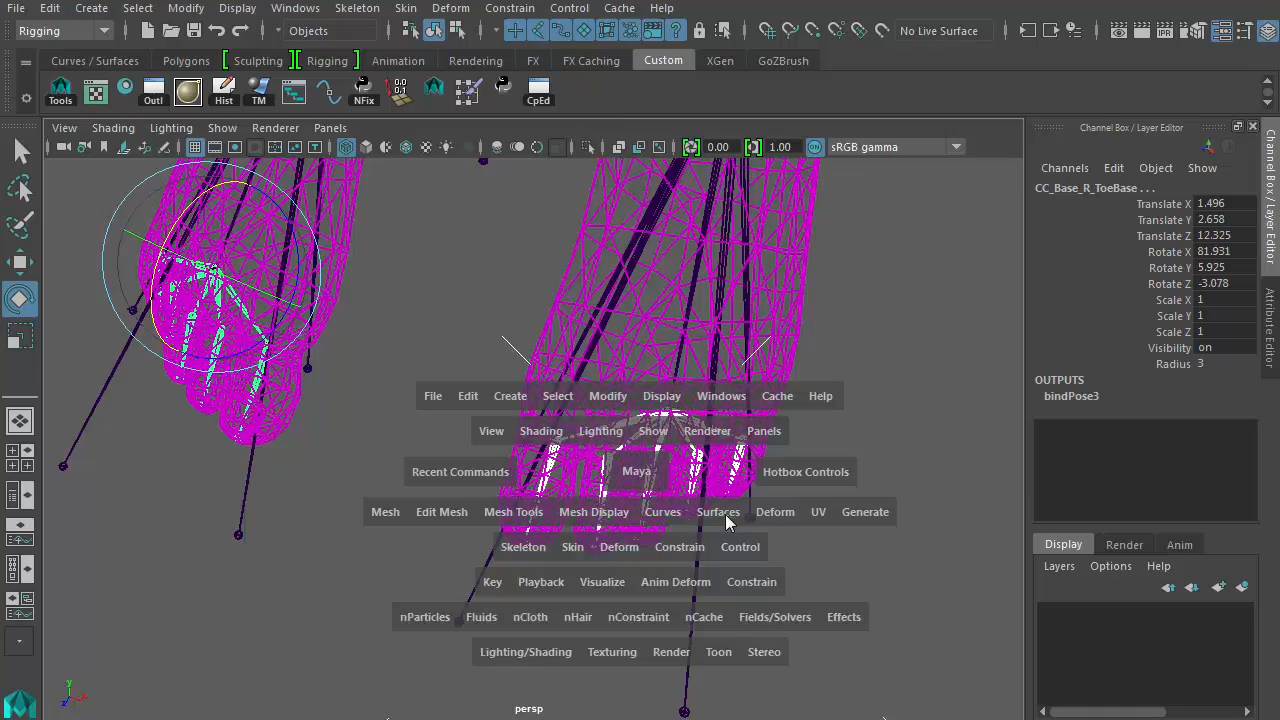 File Edit Create Select Modify Display Windows Skeleton Skin Deform Constrain Control Cache Help
Rigging Objects No Live Surface
Curves / Surfaces Polygons Sculpting Rigging Animation Rendering FX FX Caching Custom XGen GoZBrush
Tools Outl Hist TM NFix CpEd
View Shading Lighting Show Renderer Panels
0.00 1.00 ON sRGB gamma
File Edit Create Select Modify Display Windows Cache Help
View Shading Lighting Show Renderer Panels
Recent Commands Maya Hotbox Controls
Mesh Edit Mesh Mesh Tools Mesh Display Curves Surfaces Deform UV Generate
Skeleton Skin Deform Constrain Control
Key Playback Visualize Anim Deform Constrain
nParticles Fluids nCloth nHair nConstraint nCache Fields/Solvers Effects
Lighting/Shading Texturing Render Toon Stereo
persp
y
z x
Channel Box / Layer Editor
Channels Edit Object Show
CC_Base_R_ToeBase . . .
Translate X 1.496
Translate Y 2.658
Translate Z 12.325
Rotate X 81.931
Rotate Y 5.925
Rotate Z -3.078
Scale X 1
Scale Y 1
Scale Z 1
Visibility on
Radius 3
OUTPUTS
bindPose3
Display Render Anim
Layers Options Help
Channel Box / Layer Editor
Attribute Editor